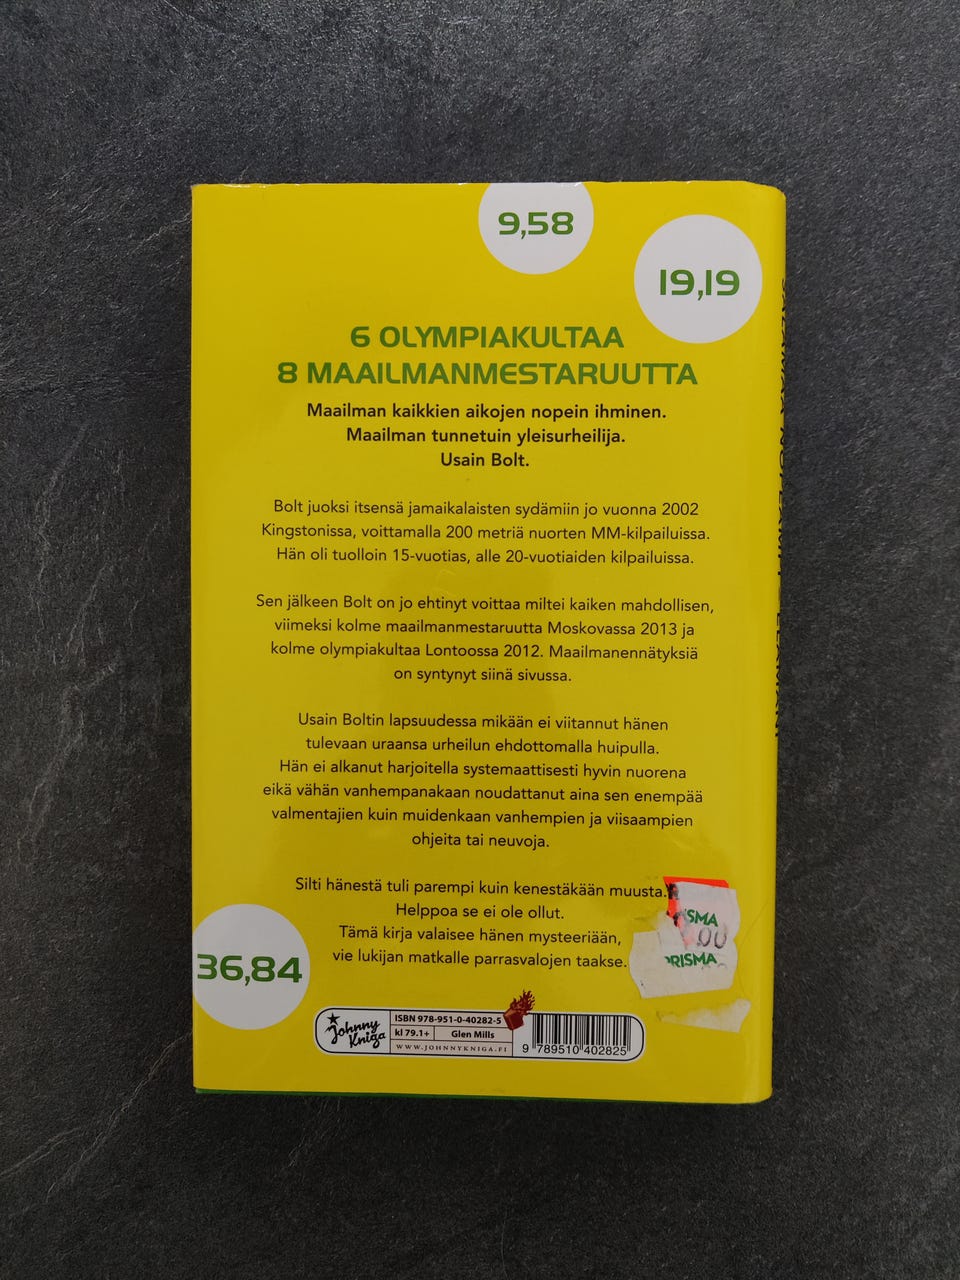 9,58
19,19
6 OLYMPIAKULTAA
8 MAAILMANMESTARUUTTA
Maailman kaikkien aikojen nopein ihminen.
Maailman tunnetuin yleisurheilija.
Usain Bolt.
Bolt juoksi itsensä jamaikalaisten sydämiin jo vuonna 2002
Kingstonissa, voittamalla 200 metriä nuorten MM-kilpailuissa.
Hän oli tuolloin 15-vuotias, alle 20-vuotiaiden kilpailuissa.
Sen jälkeen Bolt on jo ehtinyt voittaa miltei kaiken mahdollisen,
viimeksi kolme maailmanmestaruutta Moskovassa 2013 ja
kolme olympiakultaa Lontoossa 2012. Maailmanennätyksiä
on syntynyt siinä sivussa.
Usain Boltin lapsuudessa mikään ei viitannut hänen
tulevaan uraansa urheilun ehdottomalla huipulla.
Hän ei alkanut harjoitella systemaattisesti hyvin nuorena
eikä vähän vanhempanakaan noudattanut aina sen enempää
valmentajien kuin muidenkaan vanhempien ja viisaampien
ohjeita tai neuvoja.
Silti hänestä tuli parempi kuin kenestäkään muusta.
Helppoa se ei ole ollut.
Tämä kirja valaisee hänen mysteeriään,
vie lukijan matkalle parrasvalojen taakse.
36,84
ISMA
00
PRISMA
Johnny
Kniga
ISBN 978-951-0-40282-5
kl 79.1+ Glen Mills
WWW.JOHNNYKNIGA.FI
9 789510 402825